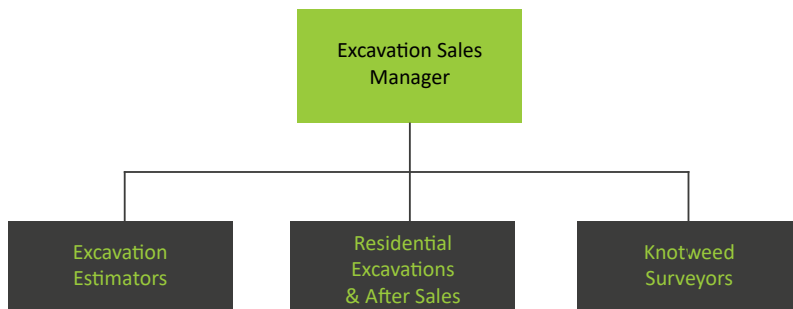 Excavation Sales
Manager
Excavation
Estimators
Residential
Excavations
& After Sales
Knotweed
Surveyors